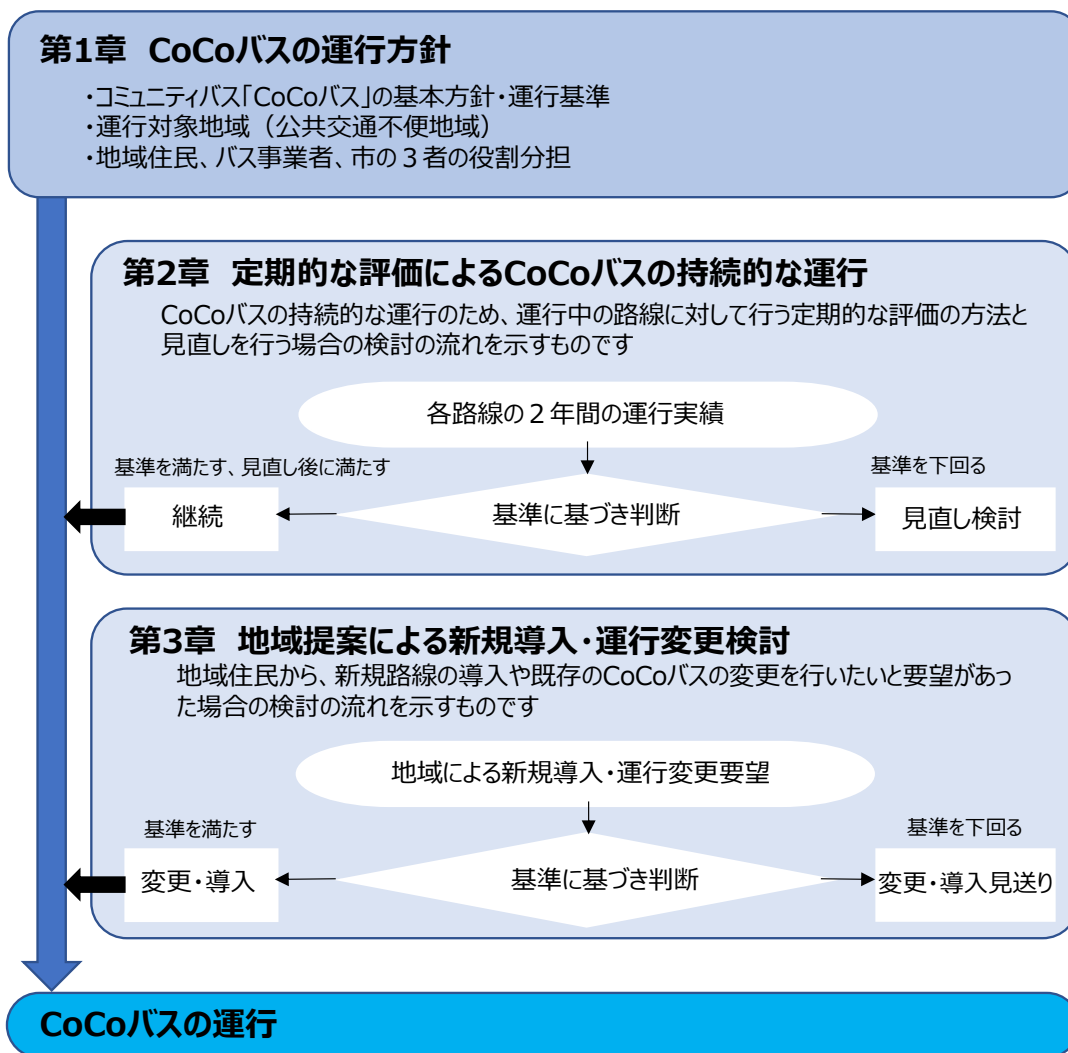 第1章 CoCoバスの運行方針
・コミュニティバス「CoCoバス」の基本方針・運行基準
・運行対象地域（公共交通不便地域）
・地域住民、バス事業者、市の３者の役割分担
第2章 定期的な評価によるCoCoバスの持続的な運行
CoCoバスの持続的な運行のため、運行中の路線に対して行う定期的な評価の方法と
見直しを行う場合の検討の流れを示すものです
各路線の２年間の運行実績
基準を満たす、見直し後に満たす
基準を下回る
継続
基準に基づき判断
見直し検討
第3章 地域提案による新規導入・運行変更検討
地域住民から、新規路線の導入や既存のCoCoバスの変更を行いたいと要望があっ
た場合の検討の流れを示すものです
地域による新規導入・運行変更要望
基準を満たす
基準を下回る
変更・導入
基準に基づき判断
変更・導入見送り
CoCoバスの運行